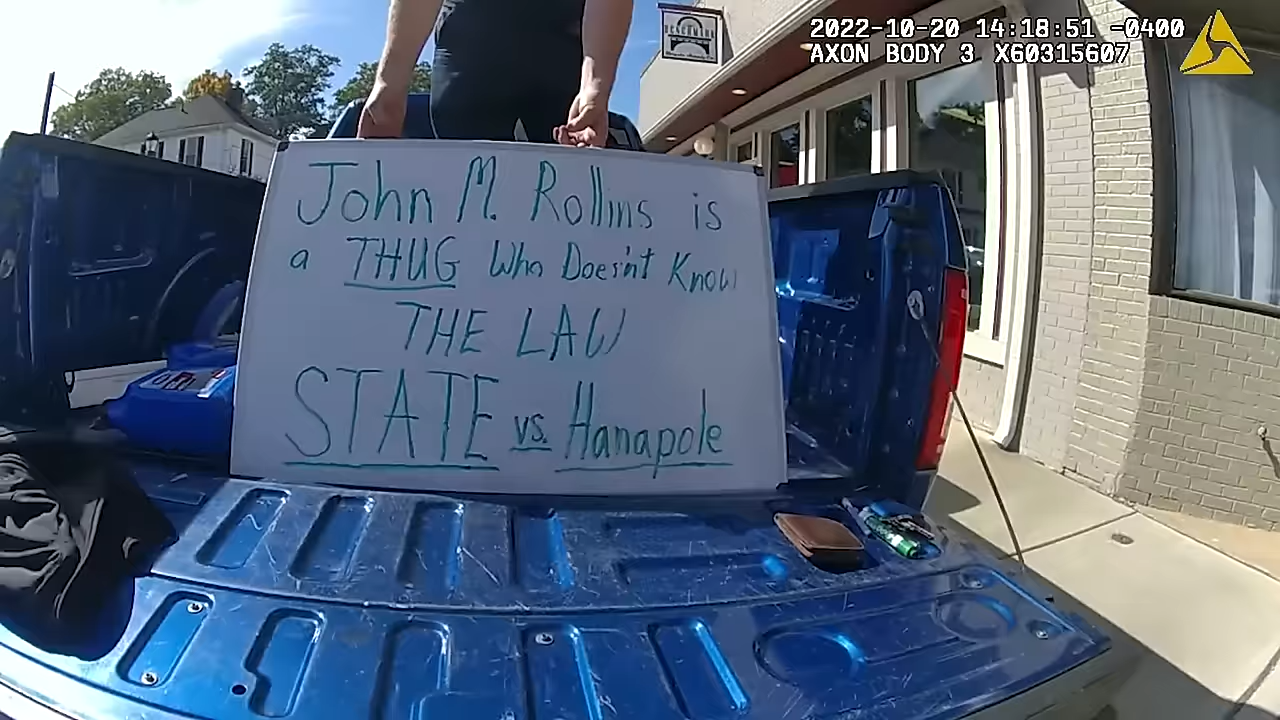 2022-10-20 14:18:51 -0400
AXON BODY 3 X60315607
John M. Rollins is
a THUG Who Doesn't Know
THE LAW
STATE vs. Hanapole